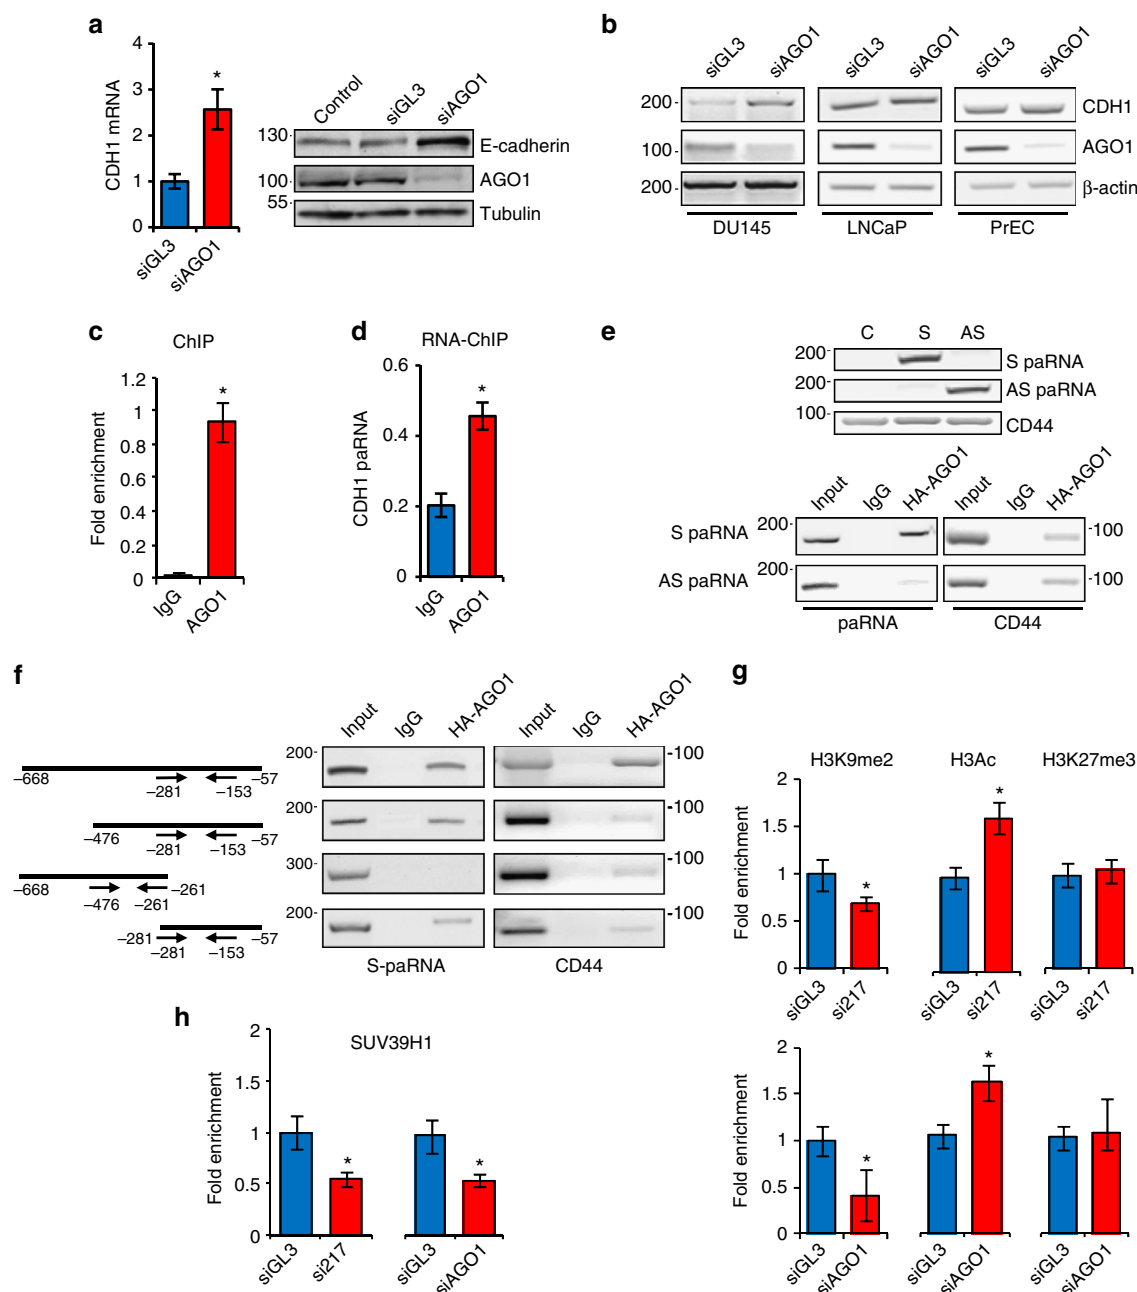 a
CDH1 mRNA
4
3
2
1
0
*
siGL3
siAGO1
Control
siGL3
siAGO1
130
E-cadherin
100
AGO1
55
Tubulin
b
siGL3
siAGO1
siGL3
siAGO1
siGL3
siAGO1
200
CDH1
100
AGO1
200
β-actin
DU145
LNCaP
PrEC
c
ChIP
Fold enrichment
1.2
1
0.8
0.6
0.4
0.2
0
*
IgG
AGO1
d
RNA-ChIP
CDH1 paRNA
0.6
0.4
0.2
0
*
IgG
AGO1
e
C S AS
200 S paRNA
200 AS paRNA
100 CD44
Input
IgG
HA-AGO1
Input
IgG
HA-AGO1
S paRNA 200 -100
AS paRNA 200 -100
paRNA
CD44
f
Input
IgG
HA-AGO1
Input
IgG
HA-AGO1
–668 –57
–281 –153
200 -100
–476 –57
–281 –153
200 -100
–668 –261
–476 –261
300 -100
–281 –57
–281 –153
200 -100
S-paRNA
CD44
g
H3K9me2 H3Ac H3K27me3
Fold enrichment
2
1.5
1
0.5
0
*
*
siGL3
si217
siGL3
si217
siGL3
si217
Fold enrichment
2
1.5
1
0.5
0
*
*
siGL3
siAGO1
siGL3
siAGO1
siGL3
siAGO1
h
SUV39H1
Fold enrichment
2
1.5
1
0.5
0
*
*
siGL3
si217
siGL3
siAGO1